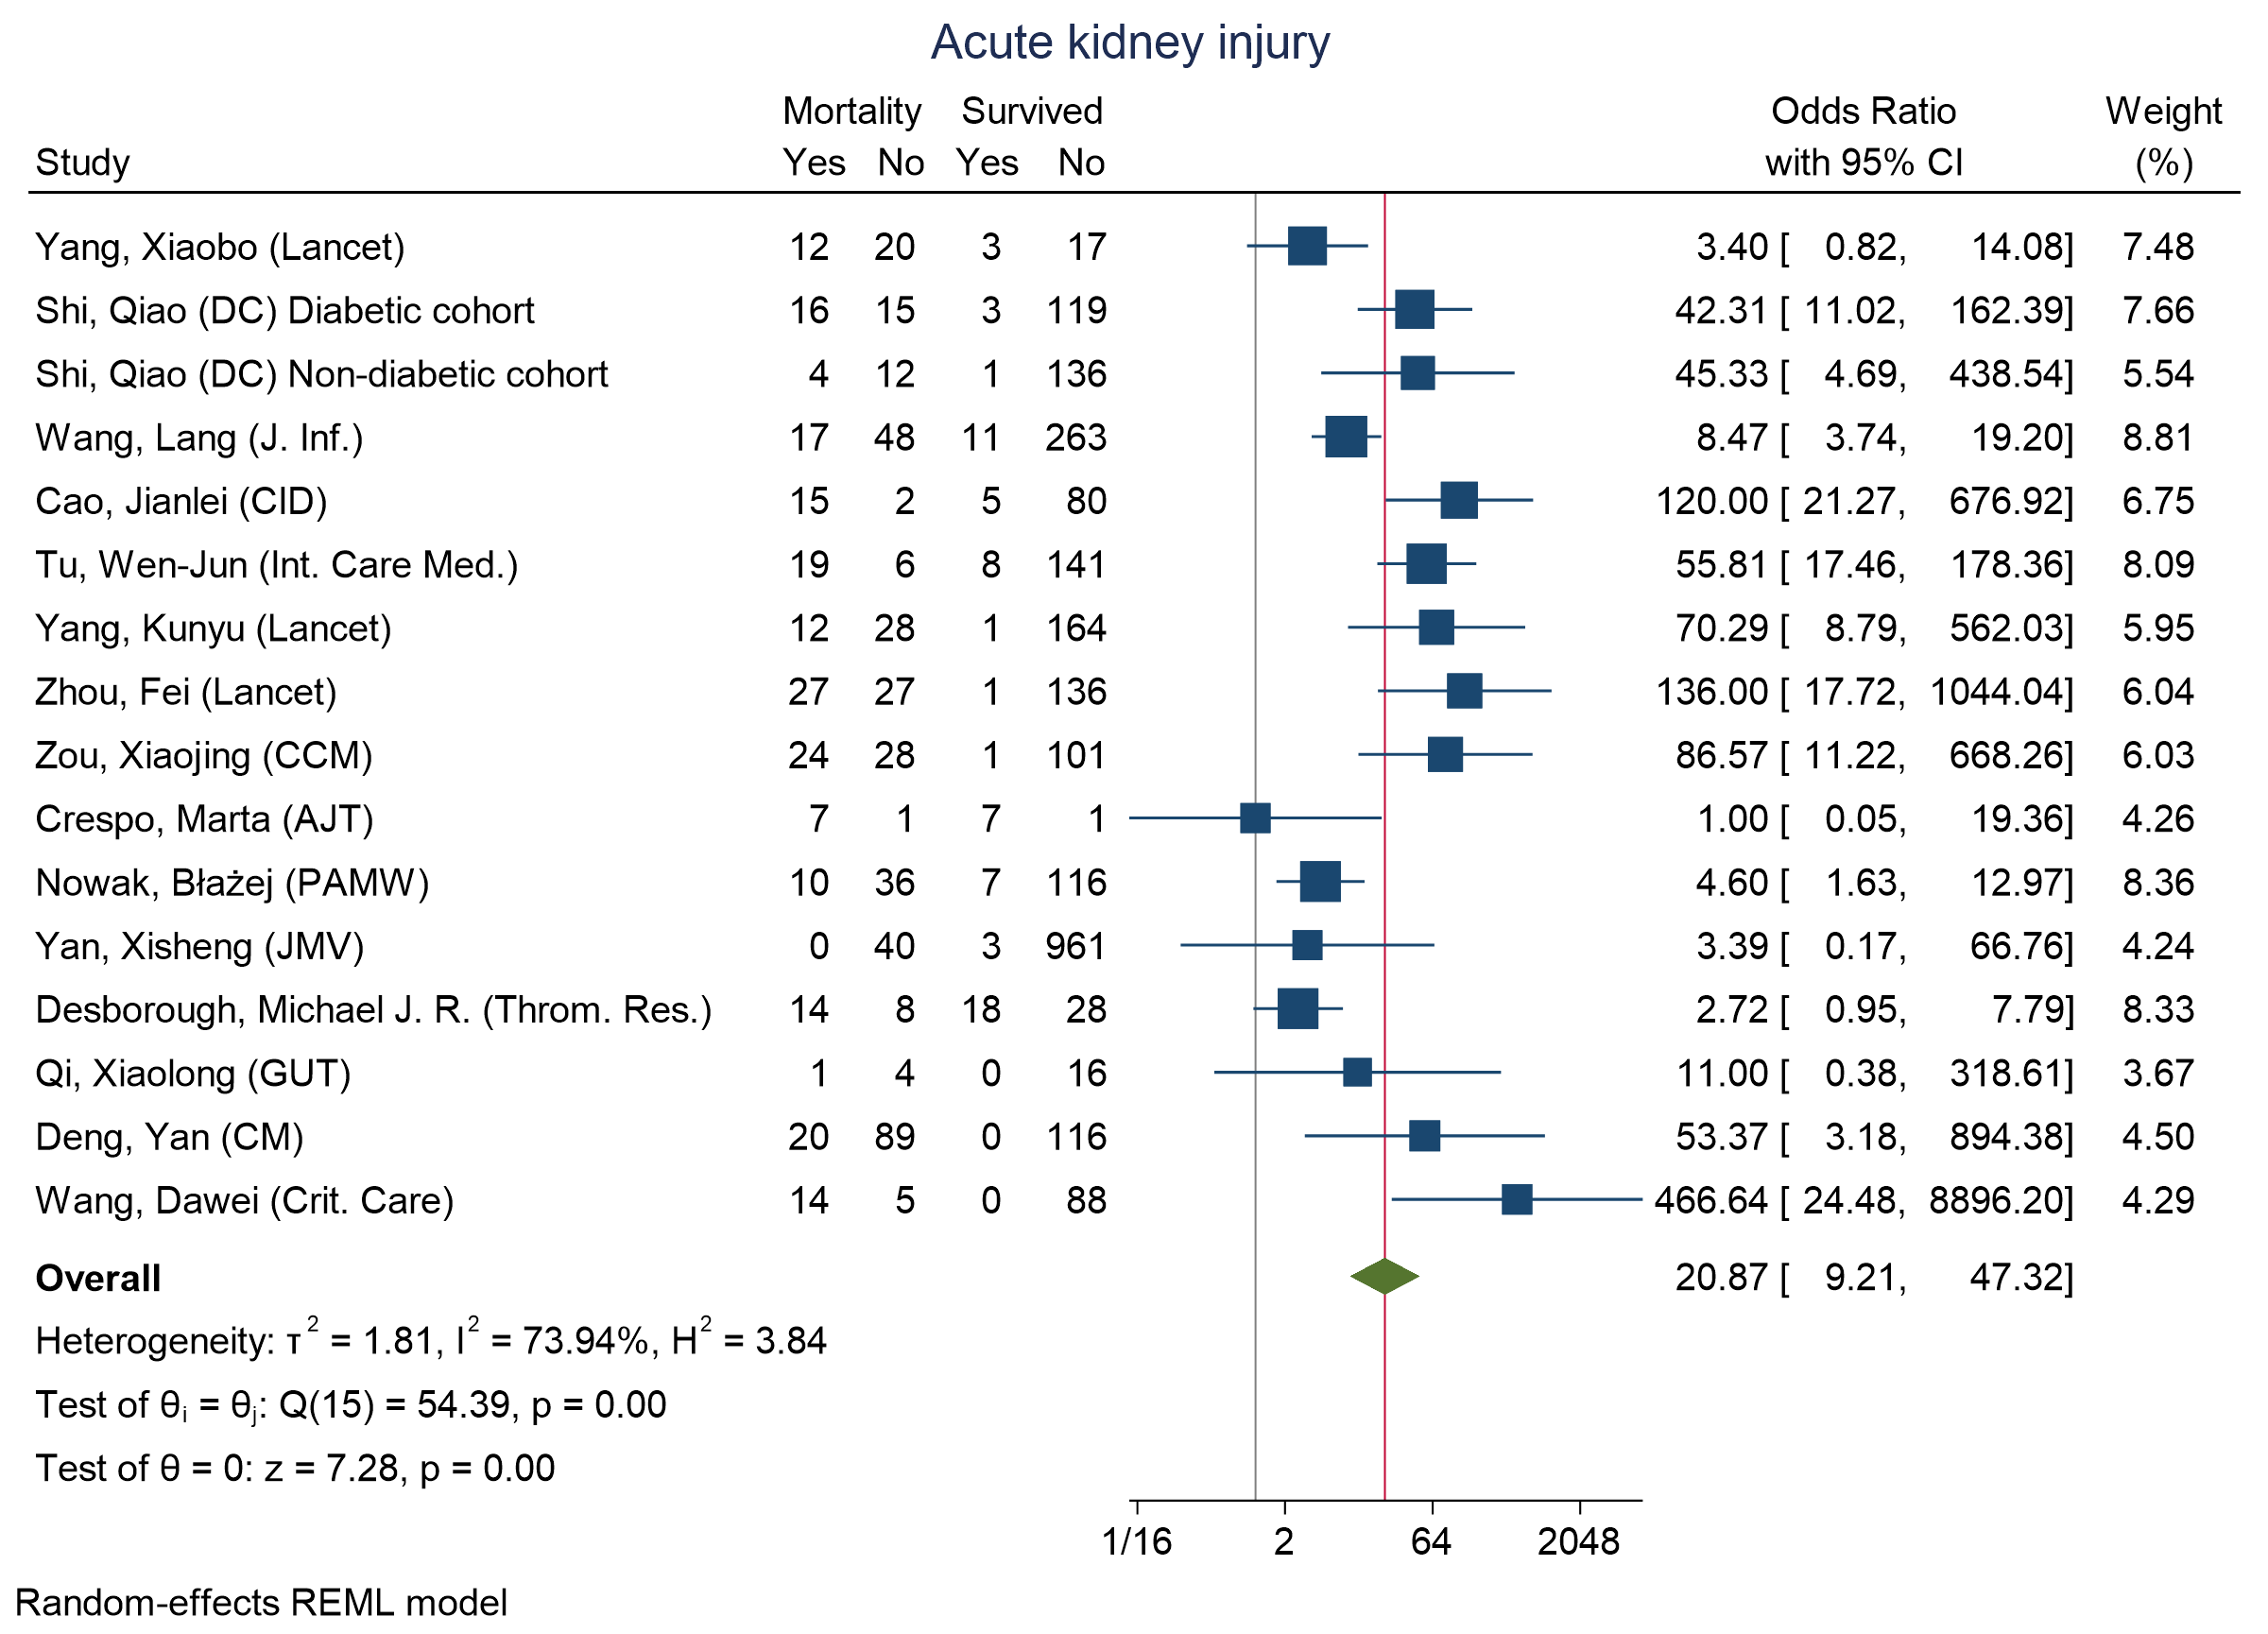 Acute kidney injury
Mortality Survived Odds Ratio Weight
Study Yes No Yes No with 95% CI (%)
Yang, Xiaobo (Lancet) 12 20 3 17 3.40 [ 0.82, 14.08] 7.48
Shi, Qiao (DC) Diabetic cohort 16 15 3 119 42.31 [ 11.02, 162.39] 7.66
Shi, Qiao (DC) Non-diabetic cohort 4 12 1 136 45.33 [ 4.69, 438.54] 5.54
Wang, Lang (J. Inf.) 17 48 11 263 8.47 [ 3.74, 19.20] 8.81
Cao, Jianlei (CID) 15 2 5 80 120.00 [ 21.27, 676.92] 6.75
Tu, Wen-Jun (Int. Care Med.) 19 6 8 141 55.81 [ 17.46, 178.36] 8.09
Yang, Kunyu (Lancet) 12 28 1 164 70.29 [ 8.79, 562.03] 5.95
Zhou, Fei (Lancet) 27 27 1 136 136.00 [ 17.72, 1044.04] 6.04
Zou, Xiaojing (CCM) 24 28 1 101 86.57 [ 11.22, 668.26] 6.03
Crespo, Marta (AJT) 7 1 7 1 1.00 [ 0.05, 19.36] 4.26
Nowak, Błażej (PAMW) 10 36 7 116 4.60 [ 1.63, 12.97] 8.36
Yan, Xisheng (JMV) 0 40 3 961 3.39 [ 0.17, 66.76] 4.24
Desborough, Michael J. R. (Throm. Res.) 14 8 18 28 2.72 [ 0.95, 7.79] 8.33
Qi, Xiaolong (GUT) 1 4 0 16 11.00 [ 0.38, 318.61] 3.67
Deng, Yan (CM) 20 89 0 116 53.37 [ 3.18, 894.38] 4.50
Wang, Dawei (Crit. Care) 14 5 0 88 466.64 [ 24.48, 8896.20] 4.29
Overall 20.87 [ 9.21, 47.32]
Heterogeneity: τ² = 1.81, I² = 73.94%, H² = 3.84
Test of θᵢ = θⱼ: Q(15) = 54.39, p = 0.00
Test of θ = 0: z = 7.28, p = 0.00
1/16 2 64 2048
Random-effects REML model